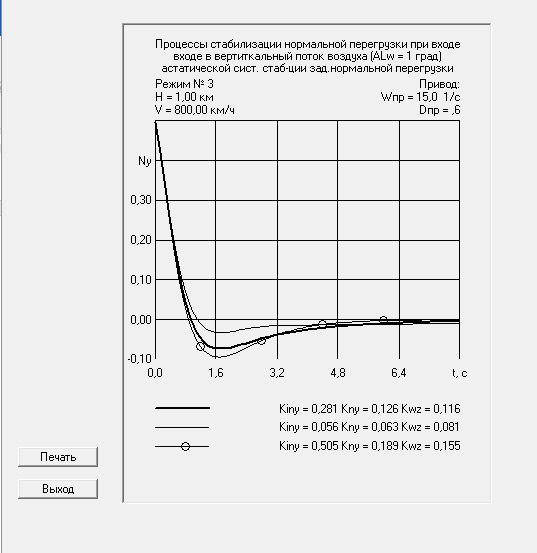 Процессы стабилизации нормальной перегрузки при входе
входе в вертиткальный поток воздуха (ALw = 1 град)
астатической сист. стаб-ции зад.нормальной перегрузки
Режим № 3 Привод:
H = 1,00 км Wпр = 15,0 1/с
V = 800,00 км/ч Dпр = ,6
Ny
0,30
0,20
0,10
0,00
-0,10
0,0 1,6 3,2 4,8 6,4 t, с
Kiny = 0,281 Kny = 0,126 Kwz = 0,116
Kiny = 0,056 Kny = 0,063 Kwz = 0,081
Kiny = 0,505 Kny = 0,189 Kwz = 0,155
Печать
Выход